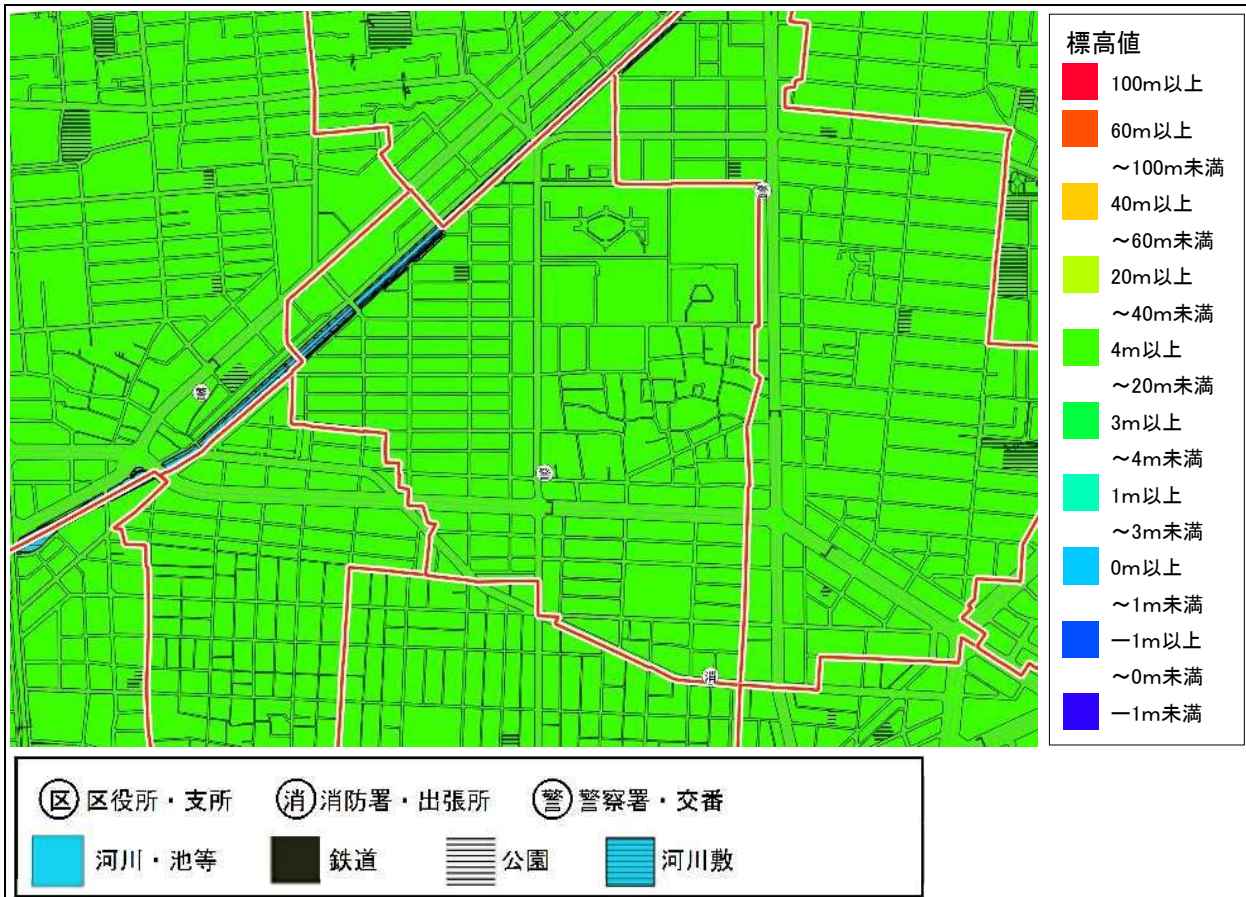 警
警
警
消
標高値
100m以上
60m以上
～100m未満
40m以上
～60m未満
20m以上
～40m未満
4m以上
～20m未満
3m以上
～4m未満
1m以上
～3m未満
0m以上
～1m未満
－1m以上
～0m未満
－1m未満
区 区役所・支所 消 消防署・出張所 警 警察署・交番
河川・池等 鉄道 公園 河川敷